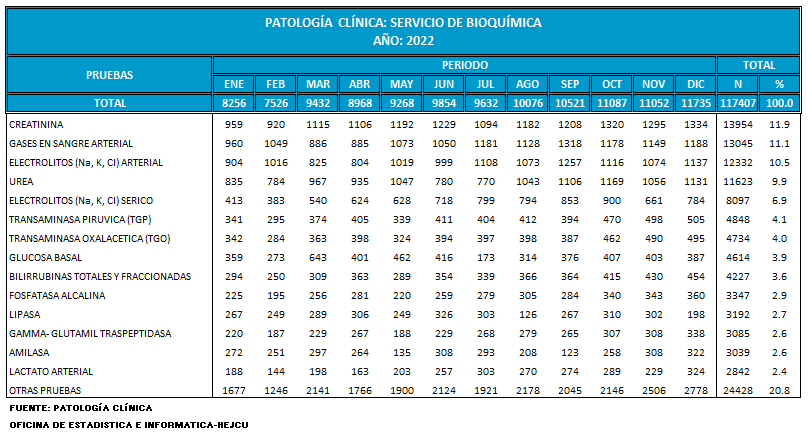 PATOLOGÍA CLÍNICA: SERVICIO DE BIOQUÍMICA
AÑO: 2022
PRUEBAS PERIODO TOTAL
ENE FEB MAR ABR MAY JUN JUL AGO SEP OCT NOV DIC N %
TOTAL 8256 7526 9432 8968 9268 9854 9632 10076 10521 11087 11052 11735 117407 100.0
CREATININA 959 920 1115 1106 1192 1229 1094 1182 1208 1320 1295 1334 13954 11.9
GASES EN SANGRE ARTERIAL 960 1049 886 885 1073 1050 1181 1128 1318 1178 1149 1188 13045 11.1
ELECTROLITOS (Na, K, Cl) ARTERIAL 904 1016 825 804 1019 999 1108 1073 1257 1116 1074 1137 12332 10.5
UREA 835 784 967 935 1047 780 770 1043 1106 1169 1056 1131 11623 9.9
ELECTROLITOS (Na, K, Cl) SERICO 413 383 540 624 628 718 799 794 853 900 661 784 8097 6.9
TRANSAMINASA PIRUVICA (TGP) 341 295 374 405 339 411 404 412 394 470 498 505 4848 4.1
TRANSAMINASA OXALACETICA (TGO) 342 284 363 398 324 394 397 398 387 462 490 495 4734 4.0
GLUCOSA BASAL 359 273 643 401 462 416 173 314 376 407 403 387 4614 3.9
BILIRRUBINAS TOTALES Y FRACCIONADAS 294 250 309 363 289 354 339 366 364 415 430 454 4227 3.6
FOSFATASA ALCALINA 225 195 256 281 220 259 279 305 284 340 343 360 3347 2.9
LIPASA 267 249 289 306 249 326 303 126 267 310 302 198 3192 2.7
GAMMA- GLUTAMIL TRASPEPTIDASA 220 187 229 267 188 229 268 279 265 307 308 338 3085 2.6
AMILASA 272 251 297 264 135 308 293 208 123 258 308 322 3039 2.6
LACTATO ARTERIAL 188 144 198 163 203 257 303 270 274 289 229 324 2842 2.4
OTRAS PRUEBAS 1677 1246 2141 1766 1900 2124 1921 2178 2045 2146 2506 2778 24428 20.8
FUENTE: PATOLOGÍA CLÍNICA
OFICINA DE ESTADISTICA E INFORMATICA-HEJCU